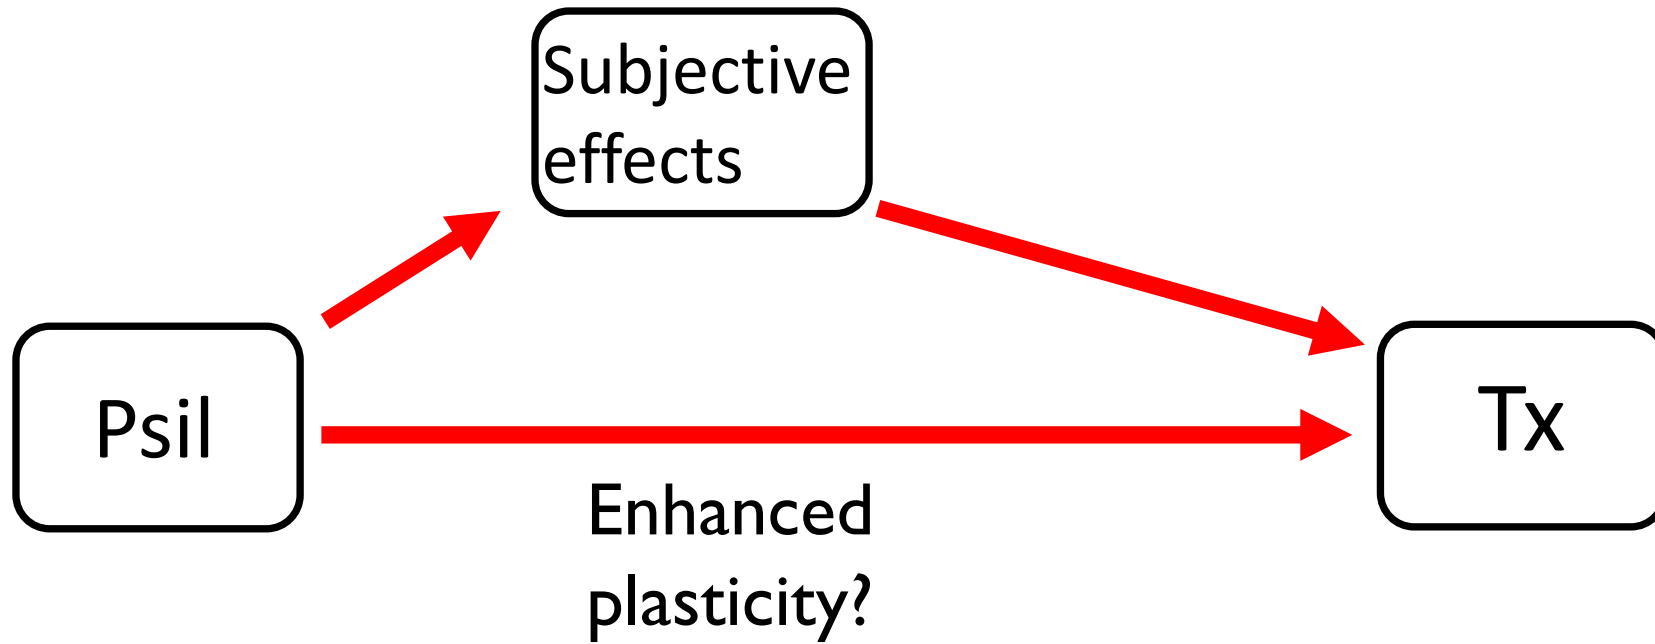 Subjective
effects
Psil
Tx
Enhanced
plasticity?